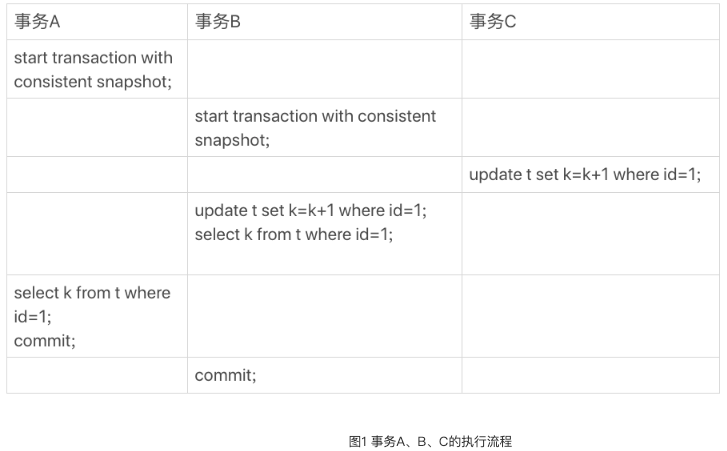 事务A 事务B 事务C
start transaction with
consistent snapshot;
start transaction with consistent
snapshot;
update t set k=k+1 where id=1;
update t set k=k+1 where id=1;
select k from t where id=1;
select k from t where
id=1;
commit;
commit;
图1 事务A、B、C的执行流程